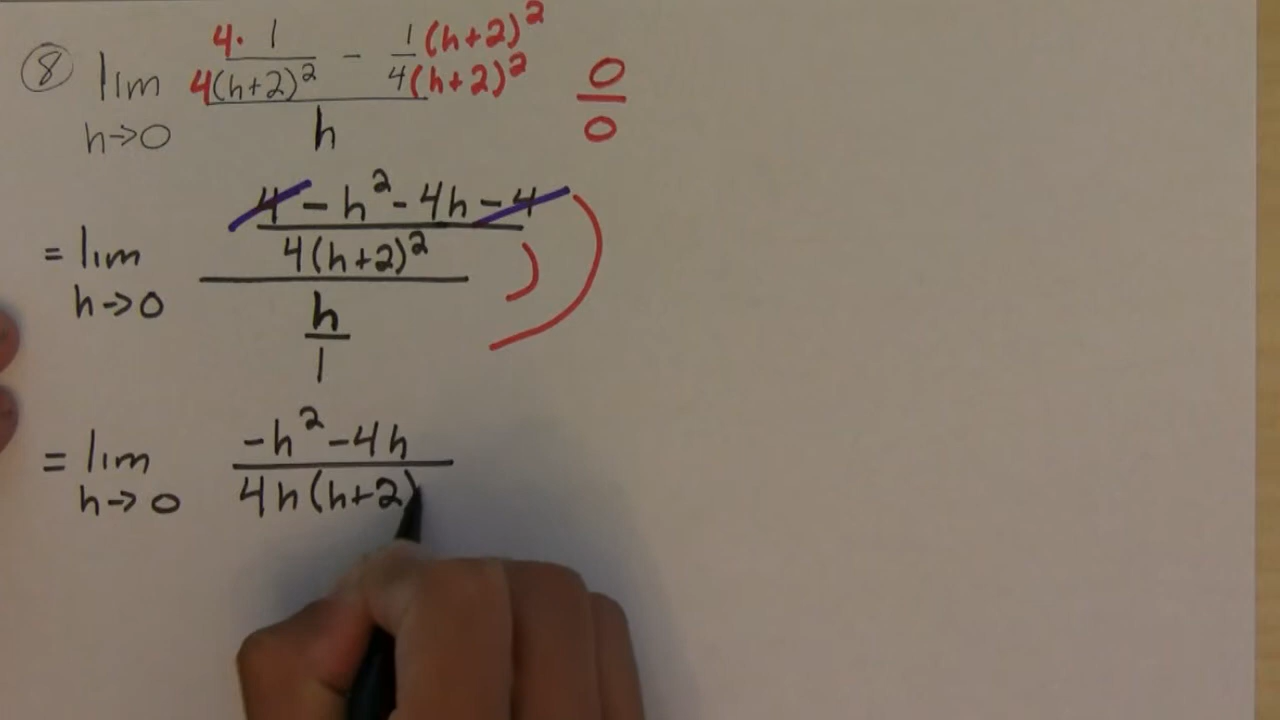 ⑧ lim h→0
4· 1 / 4(h+2)² − 1 (h+2)² / 4(h+2)²
h
0/0
= lim h→0
4 − h² − 4h − 4
4(h+2)²
h
1
= lim h→0
−h² − 4h
4h(h+2)